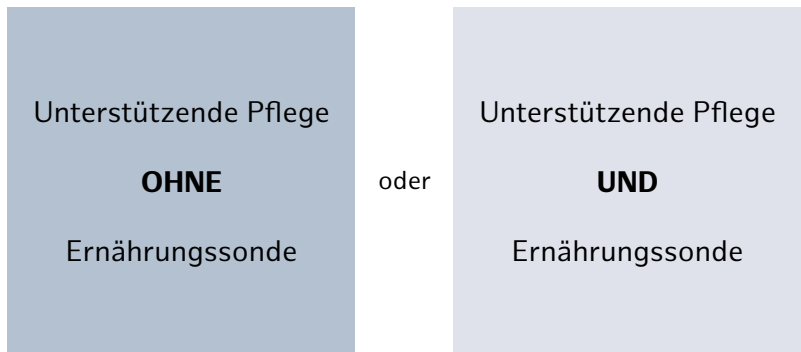 Unterstützende Pflege
OHNE
Ernährungssonde
oder
Unterstützende Pflege
UND
Ernährungssonde